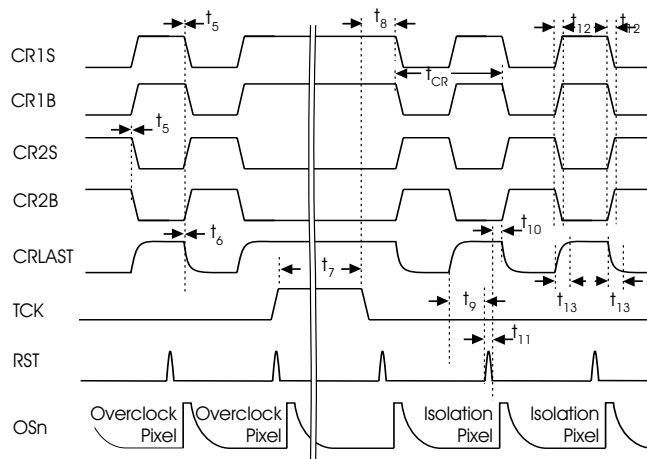 t5
t8
t12
t12
CR1S
tCR
CR1B
t5
CR2S
CR2B
t10
CRLAST
t6
t7
t9
t13
t13
TCK
t11
RST
Overclock Pixel
Overclock Pixel
Isolation Pixel
Isolation Pixel
OSn